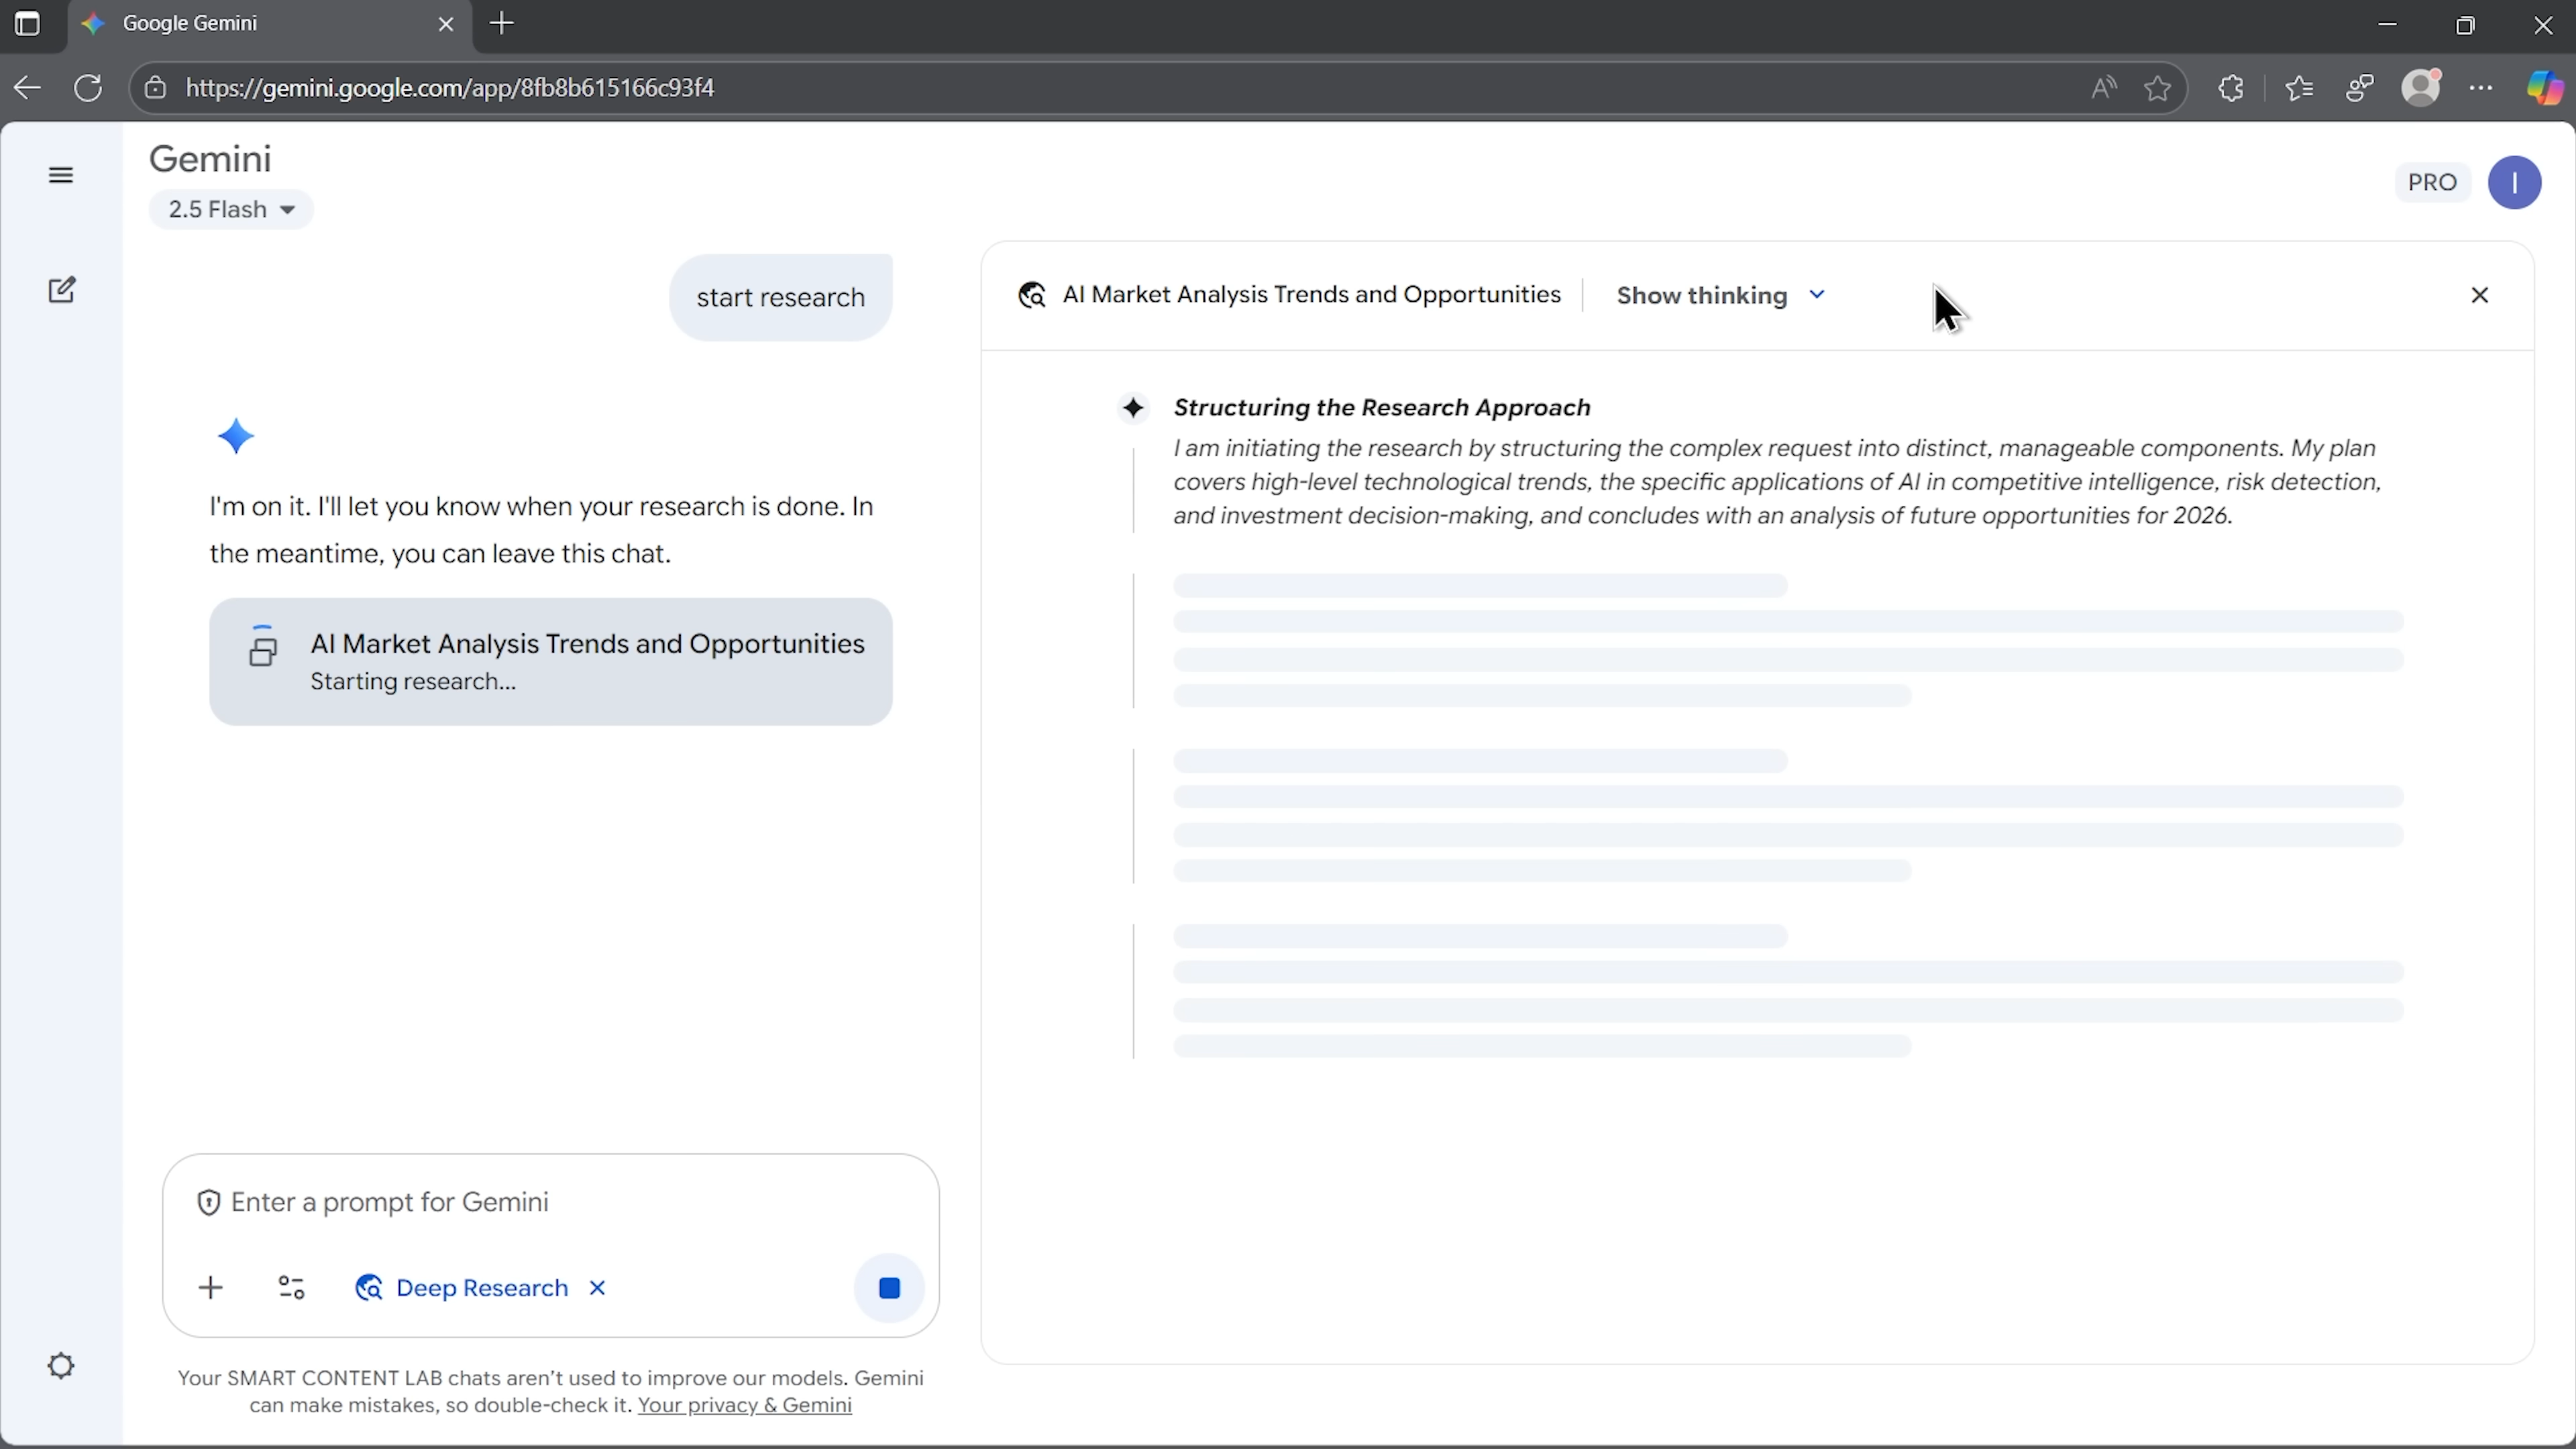 Google Gemini
https://gemini.google.com/app/8fb8b615166c93f4
Gemini
2.5 Flash
PRO
I
start research
I'm on it. I'll let you know when your research is done. In
the meantime, you can leave this chat.
AI Market Analysis Trends and Opportunities
Starting research...
Enter a prompt for Gemini
Deep Research
Your SMART CONTENT LAB chats aren't used to improve our models. Gemini
can make mistakes, so double-check it. Your privacy & Gemini
AI Market Analysis Trends and Opportunities
Show thinking
Structuring the Research Approach
I am initiating the research by structuring the complex request into distinct, manageable components. My plan
covers high-level technological trends, the specific applications of AI in competitive intelligence, risk detection,
and investment decision-making, and concludes with an analysis of future opportunities for 2026.